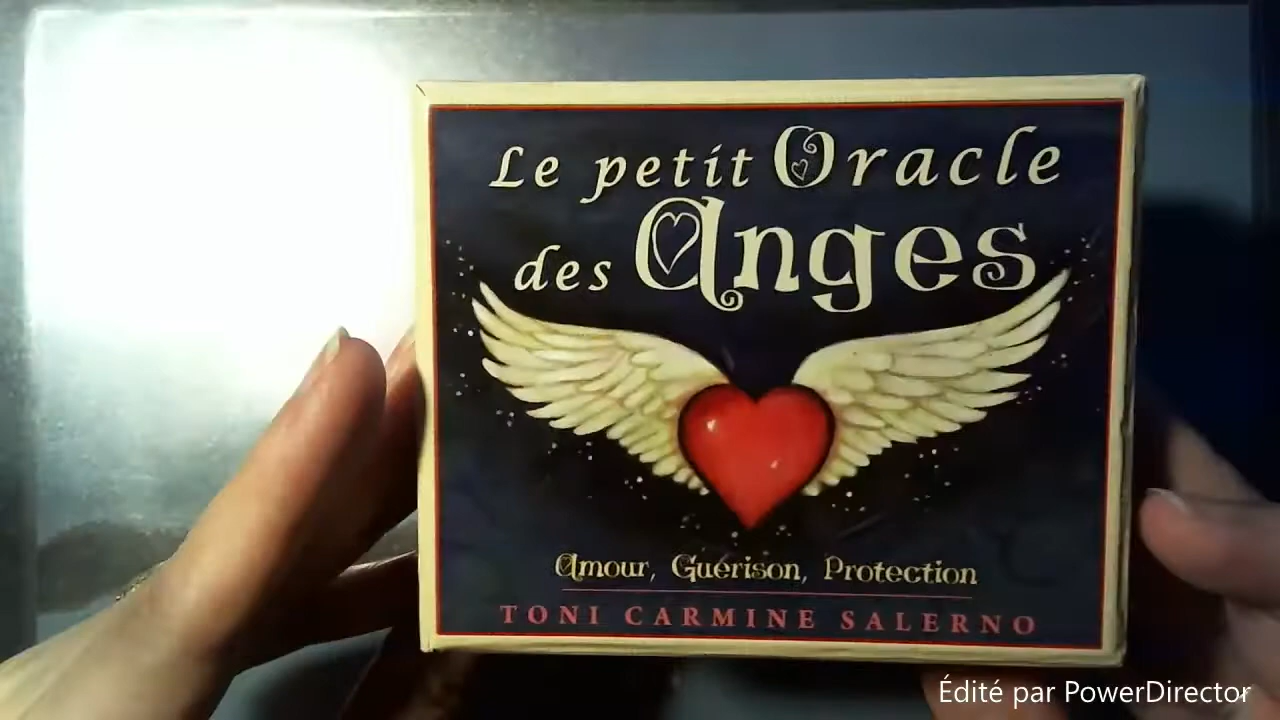 Le petit Oracle
des Anges
Amour, Guérison, Protection
TONI CARMINE SALERNO
Édité par PowerDirector